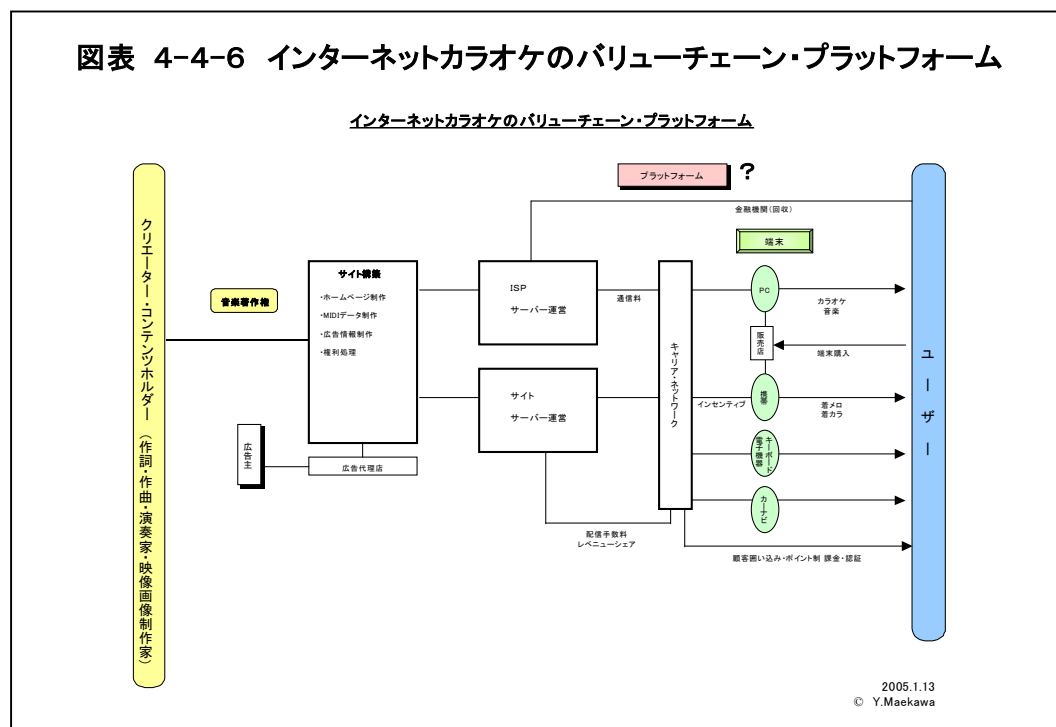 図表 4-4-6 インターネットカラオケのバリューチェーン・プラットフォーム
インターネットカラオケのバリューチェーン・プラットフォーム
プラットフォーム
?
金融機関(回収)
端末
クリエーター・コンテンツホルダー (作詞・作曲・演奏家・映像画像制作家)
音楽著作権
サイト構築
・ホームページ制作
・MIDIデータ制作
・広告情報制作
・権利処理
ISP
サーバー運営
通信料
サイト
サーバー運営
キャリア・ネットワーク
PC
カラオケ
音楽
販売店
端末購入
インセンティブ
携帯
着メロ
着カラ
キーボード
電子機器
カーナビ
ユーザー
広告主
広告代理店
配信手数料
レベニューシェア
顧客囲い込み・ポイント制 課金・認証
2005.1.13
© Y.Maekawa